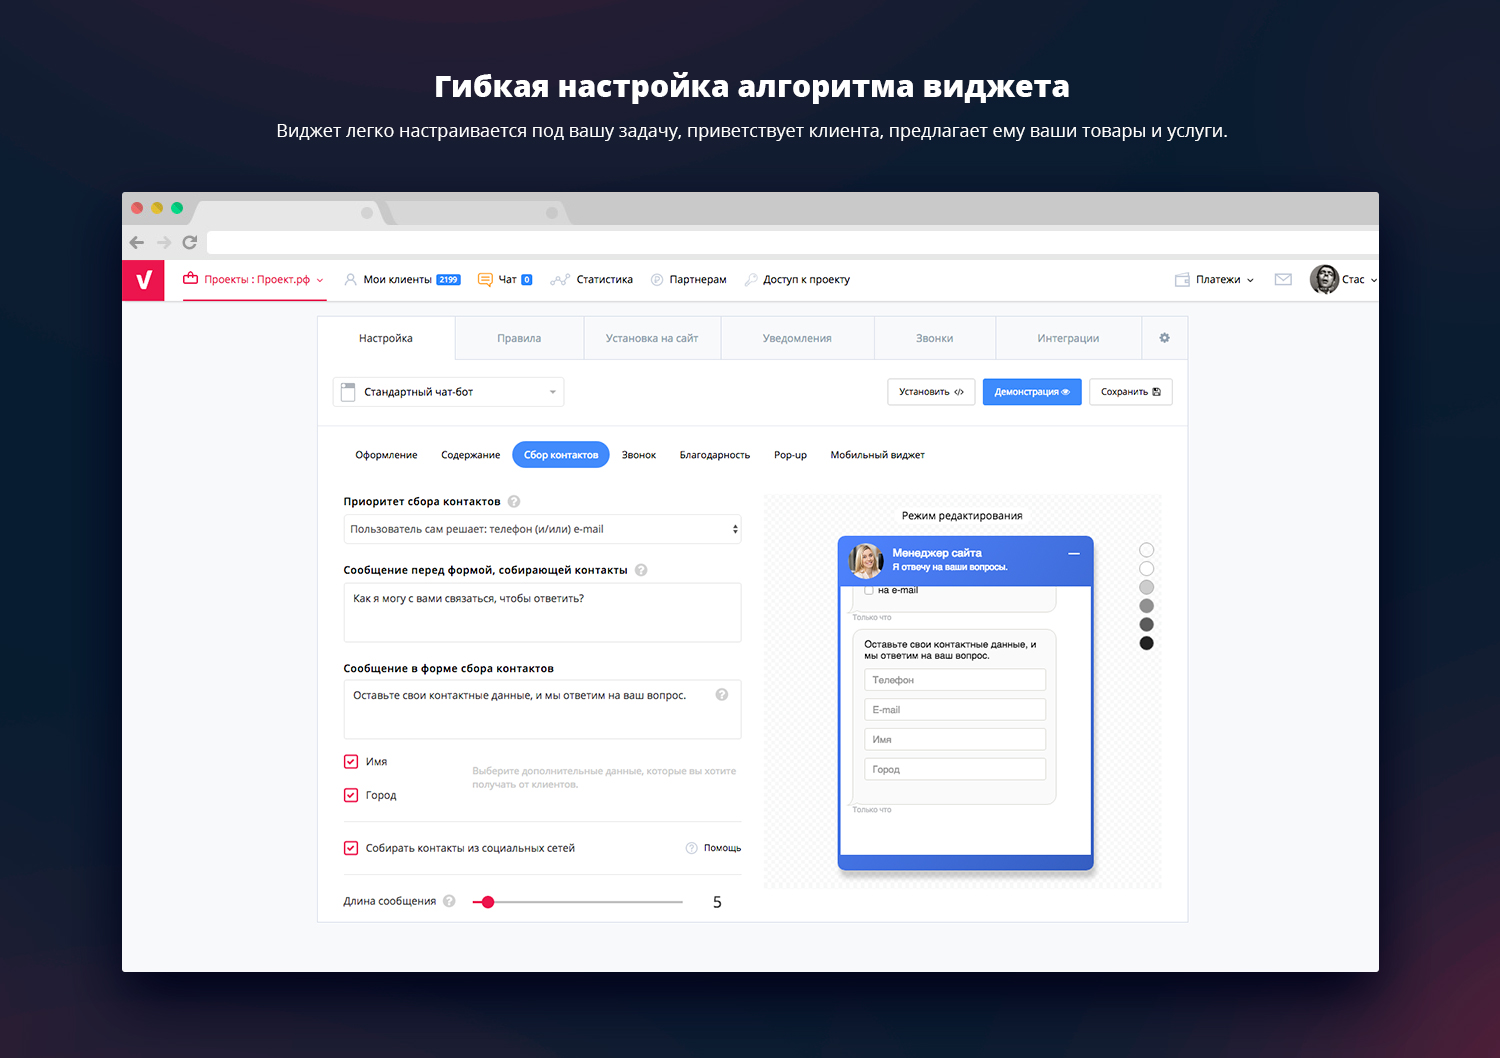 Гибкая настройка алгоритма виджета
Виджет легко настраивается под вашу задачу, приветствует клиента, предлагает ему ваши товары и услуги.
Проекты : Проект.рф
Мои клиенты 2199
Чат 0
Статистика
Партнерам
Доступ к проекту
Платежи
Стас
Настройка
Правила
Установка на сайт
Уведомления
Звонки
Интеграции
Стандартный чат-бот
Установить </>
Демонстрация
Сохранить
Оформление
Содержание
Сбор контактов
Звонок
Благодарность
Pop-up
Мобильный виджет
Приоритет сбора контактов ?
Пользователь сам решает: телефон (и/или) e-mail
Сообщение перед формой, собирающей контакты ?
Как я могу с вами связаться, чтобы ответить?
Сообщение в форме сбора контактов
Оставьте свои контактные данные, и мы ответим на ваш вопрос. ?
Имя
Город
Выберите дополнительные данные, которые вы хотите
получать от клиентов.
Собирать контакты из социальных сетей
? Помощь
Длина сообщения ?
5
Режим редактирования
Менеджер сайта
Я отвечу на ваши вопросы.
на e-mail
Только что
Оставьте свои контактные данные, и
мы ответим на ваш вопрос.
Телефон
E-mail
Имя
Город
Только что